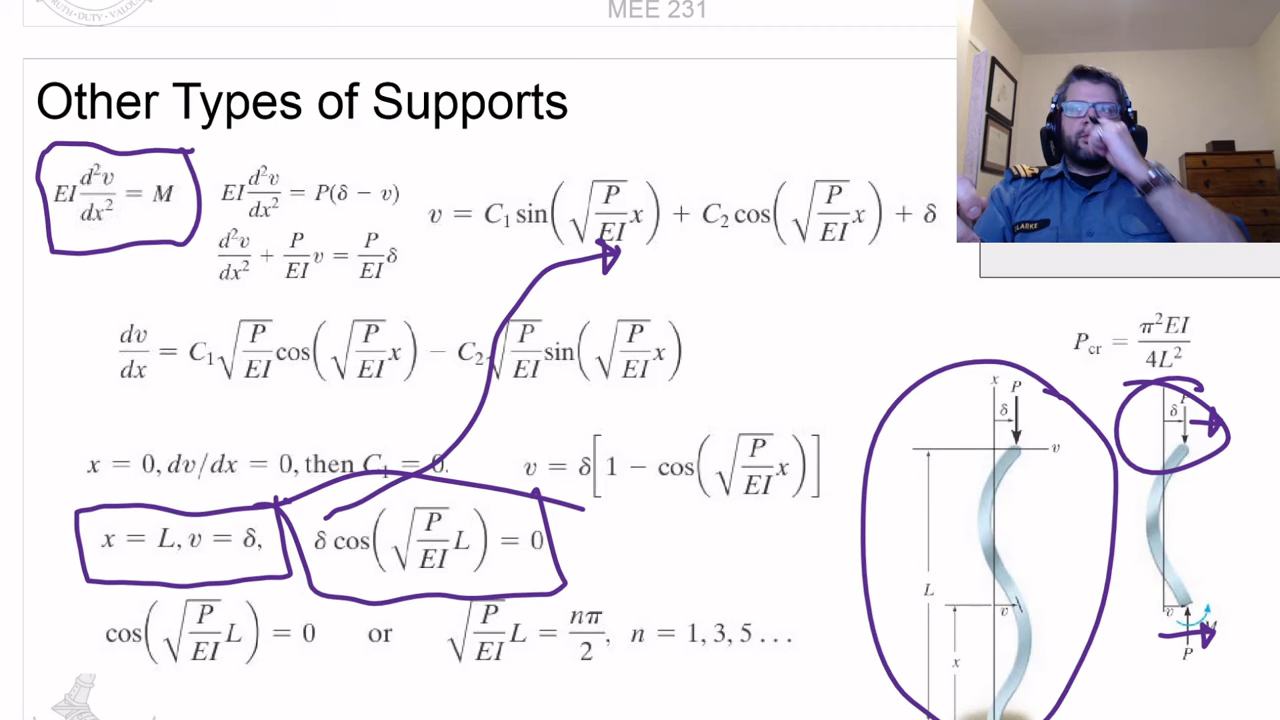 TRUTH·DUTY·VALOUR
MEE 231
Other Types of Supports
EI d²v/dx² = M
EI d²v/dx² = P(δ − v)
d²v/dx² + P/EI v = P/EI δ
v = C₁ sin(√(P/EI) x) + C₂ cos(√(P/EI) x) + δ
CLARKE
dv/dx = C₁ √(P/EI) cos(√(P/EI) x) − C₂ √(P/EI) sin(√(P/EI) x)
P_cr = π²EI/4L²
x = 0, dv/dx = 0, then C₁ = 0.
v = δ[1 − cos(√(P/EI) x)]
x = L, v = δ,
δ cos(√(P/EI) L) = 0
cos(√(P/EI) L) = 0 or √(P/EI) L = nπ/2, n = 1, 3, 5 . . .
x
P
δ
v
L
v
x
P
δ
v
M
P